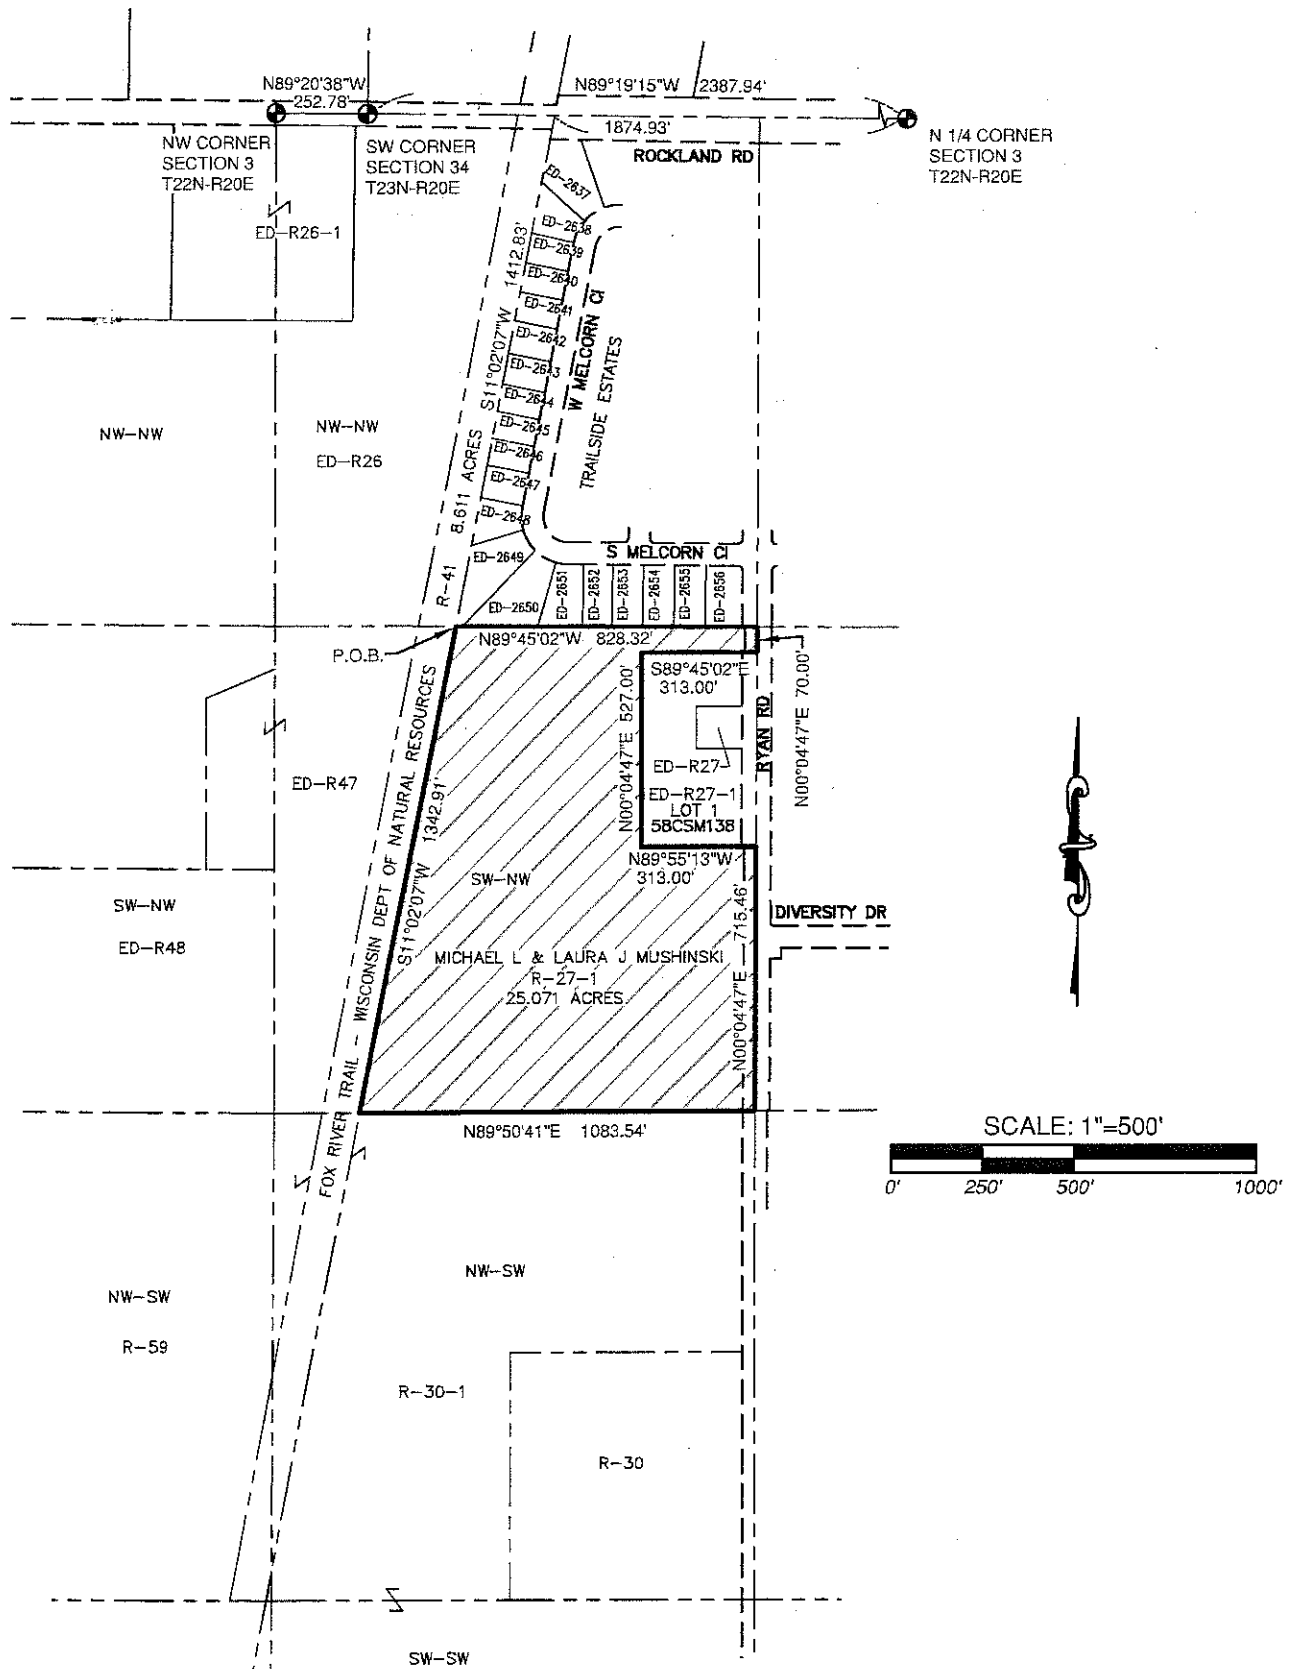 N89°20'38"W
252.78'
N89°19'15"W 2387.94'
1874.93'
ROCKLAND RD
NW CORNER
SECTION 3
T22N-R20E
SW CORNER
SECTION 34
T23N-R20E
N 1/4 CORNER
SECTION 3
T22N-R20E
ED-R26-1
ED-2637
ED-2638
ED-2639
ED-2640
ED-2641
ED-2642
ED-2643
ED-2644
ED-2645
ED-2646
ED-2647
ED-2648
ED-2649
ED-2650
ED-2651
ED-2652
ED-2653
ED-2654
ED-2655
ED-2656
W MELCORN CI
TRAILSIDE ESTATES
S MELCORN CI
R-41 8.611 ACRES S11°02'07"W 1412.83'
NW-NW
NW-NW
ED-R26
P.O.B.
N89°45'02"W 828.32'
S89°45'02"E
313.00'
N00°04'47"E 527.00'
N00°04'47"E 70.00'
RYAN RD
ED-R27
ED-R27-1
LOT 1
58CSM138
N89°55'13"W
313.00'
ED-R47
FOX RIVER TRAIL - WISCONSIN DEPT OF NATURAL RESOURCES
S11°02'07"W 1342.91'
SW-NW
SW-NW
ED-R48
DIVERSITY DR
MICHAEL L & LAURA J MUSHINSKI
R-27-1
25.071 ACRES
N00°04'47"E 715.46'
N89°50'41"E 1083.54'
SCALE: 1"=500'
0' 250' 500' 1000'
NW-SW
NW-SW
R-59
R-30-1
R-30
SW-SW